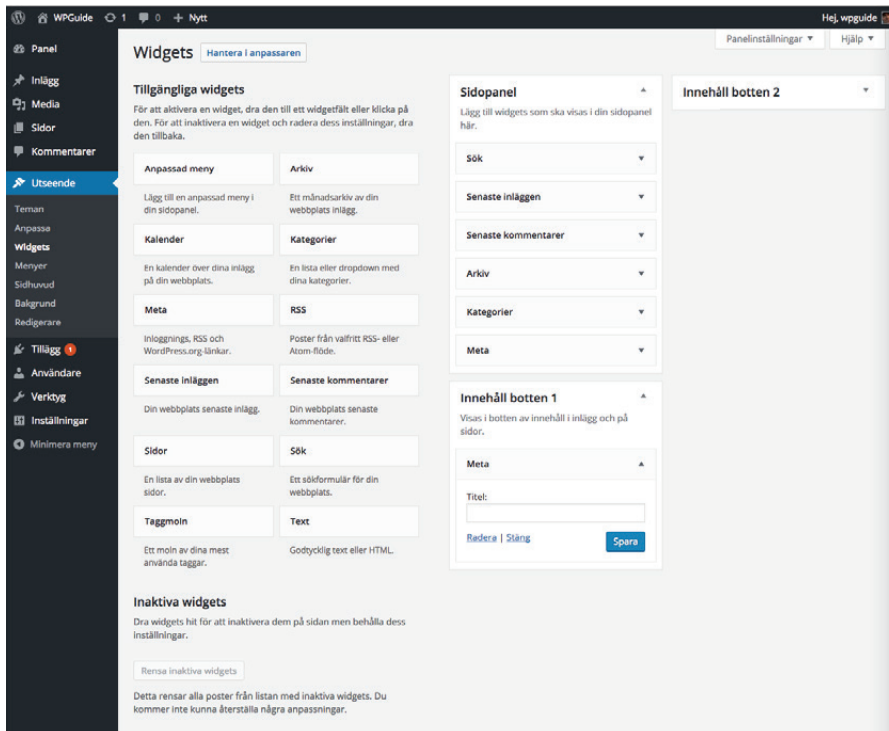 WPGuide 1 0 + Nytt Hej, wpguide
Panelinställningar Hjälp
Panel
Inlägg
Media
Sidor
Kommentarer
Utseende
Teman
Anpassa
Widgets
Menyer
Sidhuvud
Bakgrund
Redigerare
Tillägg 1
Användare
Verktyg
Inställningar
Minimera meny
Widgets Hantera i anpassaren
Tillgängliga widgets
För att aktivera en widget, dra den till ett widgetfält eller klicka på
den. För att inaktivera en widget och radera dess inställningar, dra
den tillbaka.
Anpassad meny Arkiv
Lägg till en anpassad meny i Ett månadsarkiv av din
din sidopanel. webbplats inlägg.
Kalender Kategorier
En kalender över dina inlägg En lista eller dropdown med
på din webbplats. dina kategorier.
Meta RSS
Inloggnings, RSS och Poster från valfritt RSS- eller
WordPress.org-länkar. Atom-flöde.
Senaste inläggen Senaste kommentarer
Din webbplats senaste inlägg. Din webbplats senaste
kommentarer.
Sidor Sök
En lista av din webbplats Ett sökformulär för din
sidor. webbplats.
Taggmoln Text
Ett moln av dina mest Godtycklig text eller HTML.
använda taggar.
Inaktiva widgets
Dra widgets hit för att inaktivera dem på sidan men behålla dess
inställningar.
Rensa inaktiva widgets
Detta rensar alla poster från listan med inaktiva widgets. Du
kommer inte kunna återställa några anpassningar.
Sidopanel
Lägg till widgets som ska visas i din sidopanel
här.
Sök
Senaste inläggen
Senaste kommentarer
Arkiv
Kategorier
Meta
Innehåll botten 1
Visas i botten av innehåll i inlägg och på
sidor.
Meta
Titel:
Radera | Stäng Spara
Innehåll botten 2